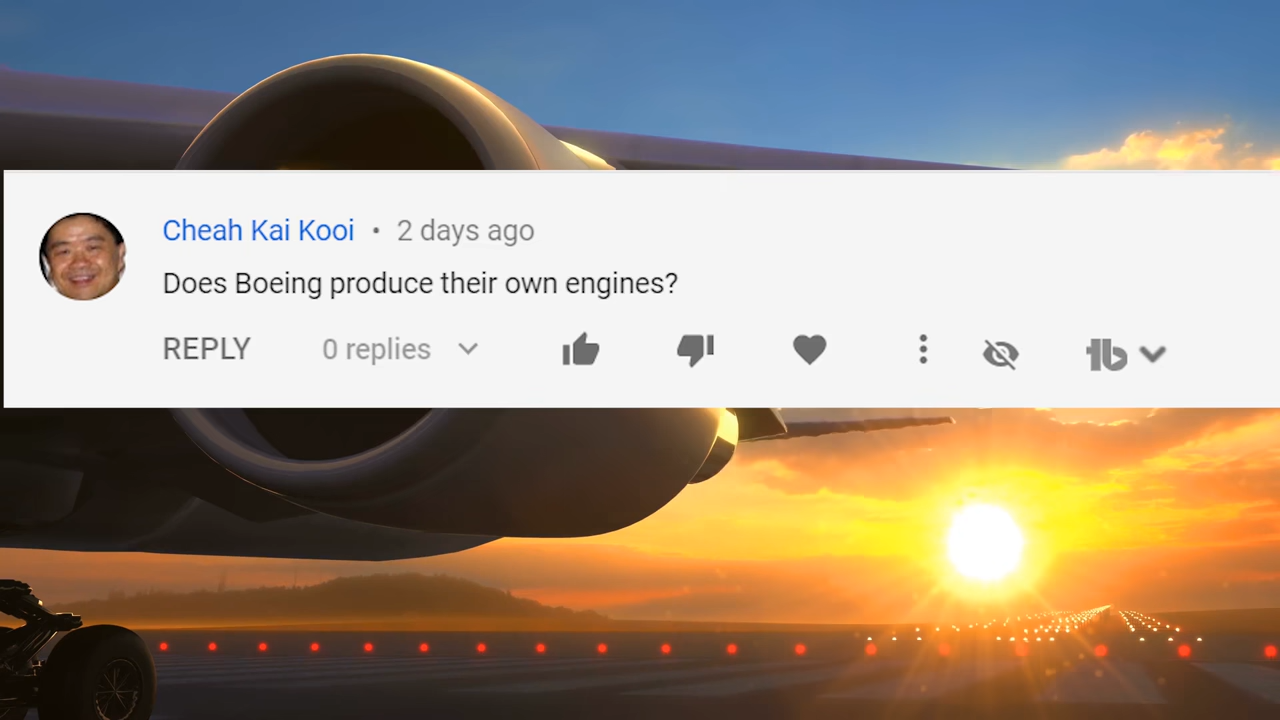 Cheah Kai Kooi • 2 days ago
Does Boeing produce their own engines?
REPLY 0 replies